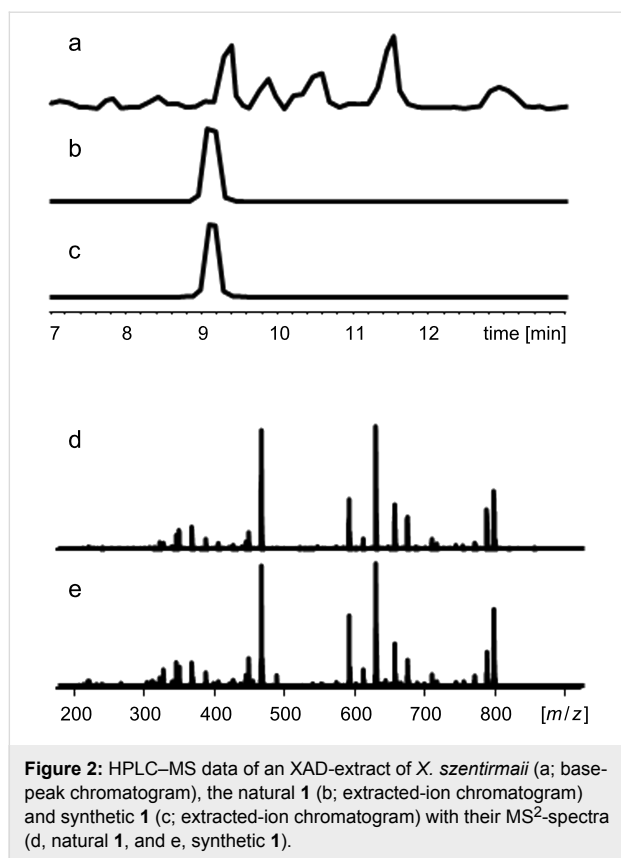 a
b
c
7 8 9 10 11 12 time [min]
d
e
200 300 400 500 600 700 800 [m/z]
Figure 2: HPLC–MS data of an XAD-extract of X. szentirmaii (a; base-
peak chromatogram), the natural 1 (b; extracted-ion chromatogram)
and synthetic 1 (c; extracted-ion chromatogram) with their MS²-spectra
(d, natural 1, and e, synthetic 1).